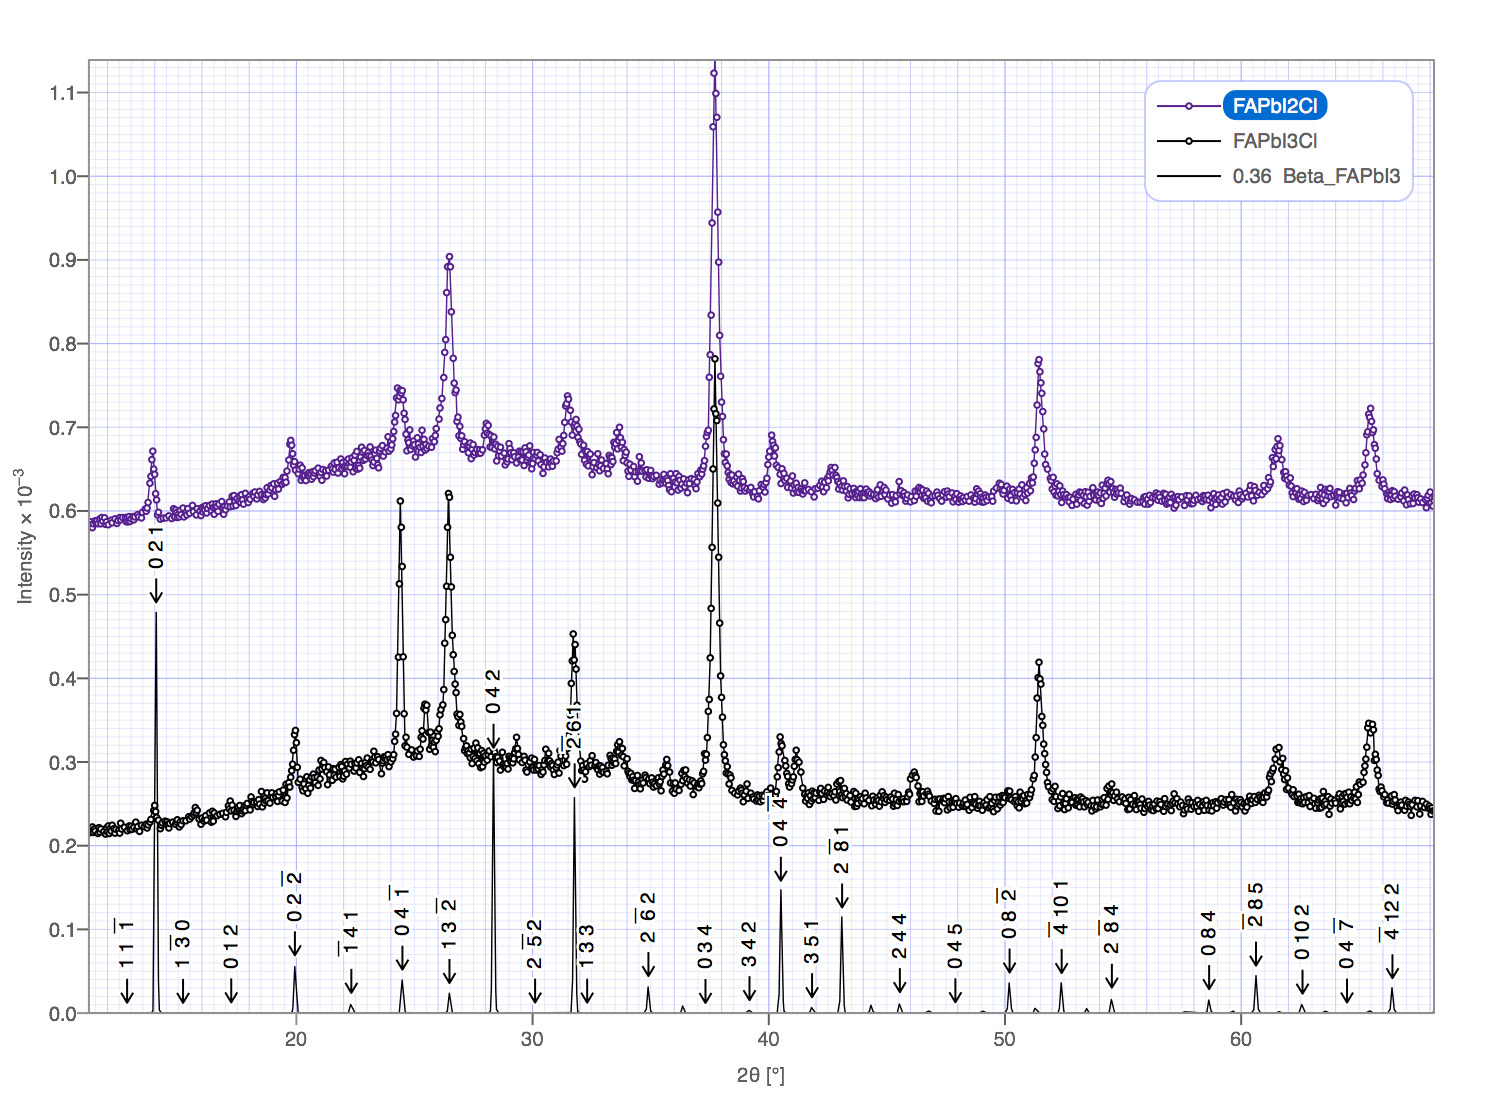 FAPbI2Cl
FAPbI3Cl
0.36 Beta_FAPbI3
Intensity × 10⁻³
1.1
1.0
0.9
0.8
0.7
0.6
0.5
0.4
0.3
0.2
0.1
0.0
1 1 1̅
0 2 1
1 3̅ 0
0 1 2
0 2 2̅
1̅ 4 1
0 4 1̅
1 3 2̅
0 4 2
2 5̅ 2
2̅ 6 1
1 3 3
2 6̅ 2
0 3 4
3 4 2
0 4 4̅
3 5 1
2 8̅ 1
2 4 4
0 4 5
0 8 2̅
4̅ 10 1
2 8̅ 4
0 8 4
2̅ 8 5
0 10 2
0 4 7̅
4̅ 12 2
20
30
40
50
60
2θ [°]